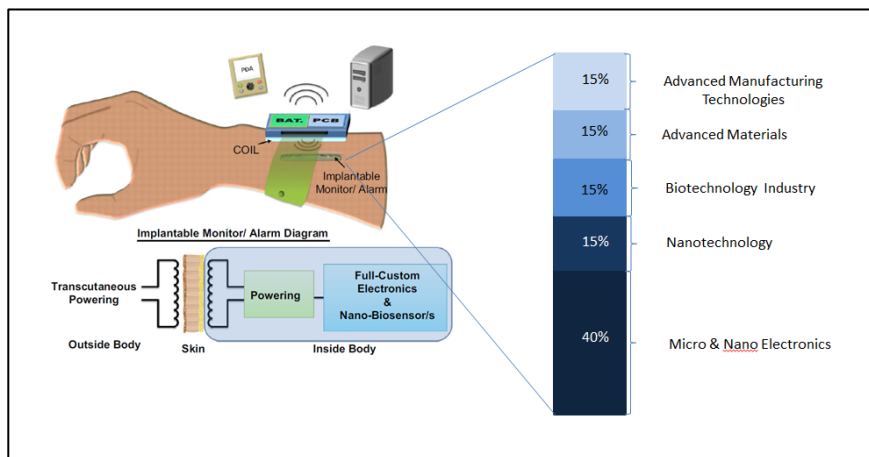 PDA
BAT. PCB
COIL
Implantable
Monitor/ Alarm
Implantable Monitor/ Alarm Diagram
Transcutaneous
Powering
Powering
Full-Custom
Electronics
&
Nano-Biosensor/s
Outside Body
Skin
Inside Body
15%
Advanced Manufacturing
Technologies
15%
Advanced Materials
15%
Biotechnology Industry
15%
Nanotechnology
40%
Micro & Nano Electronics